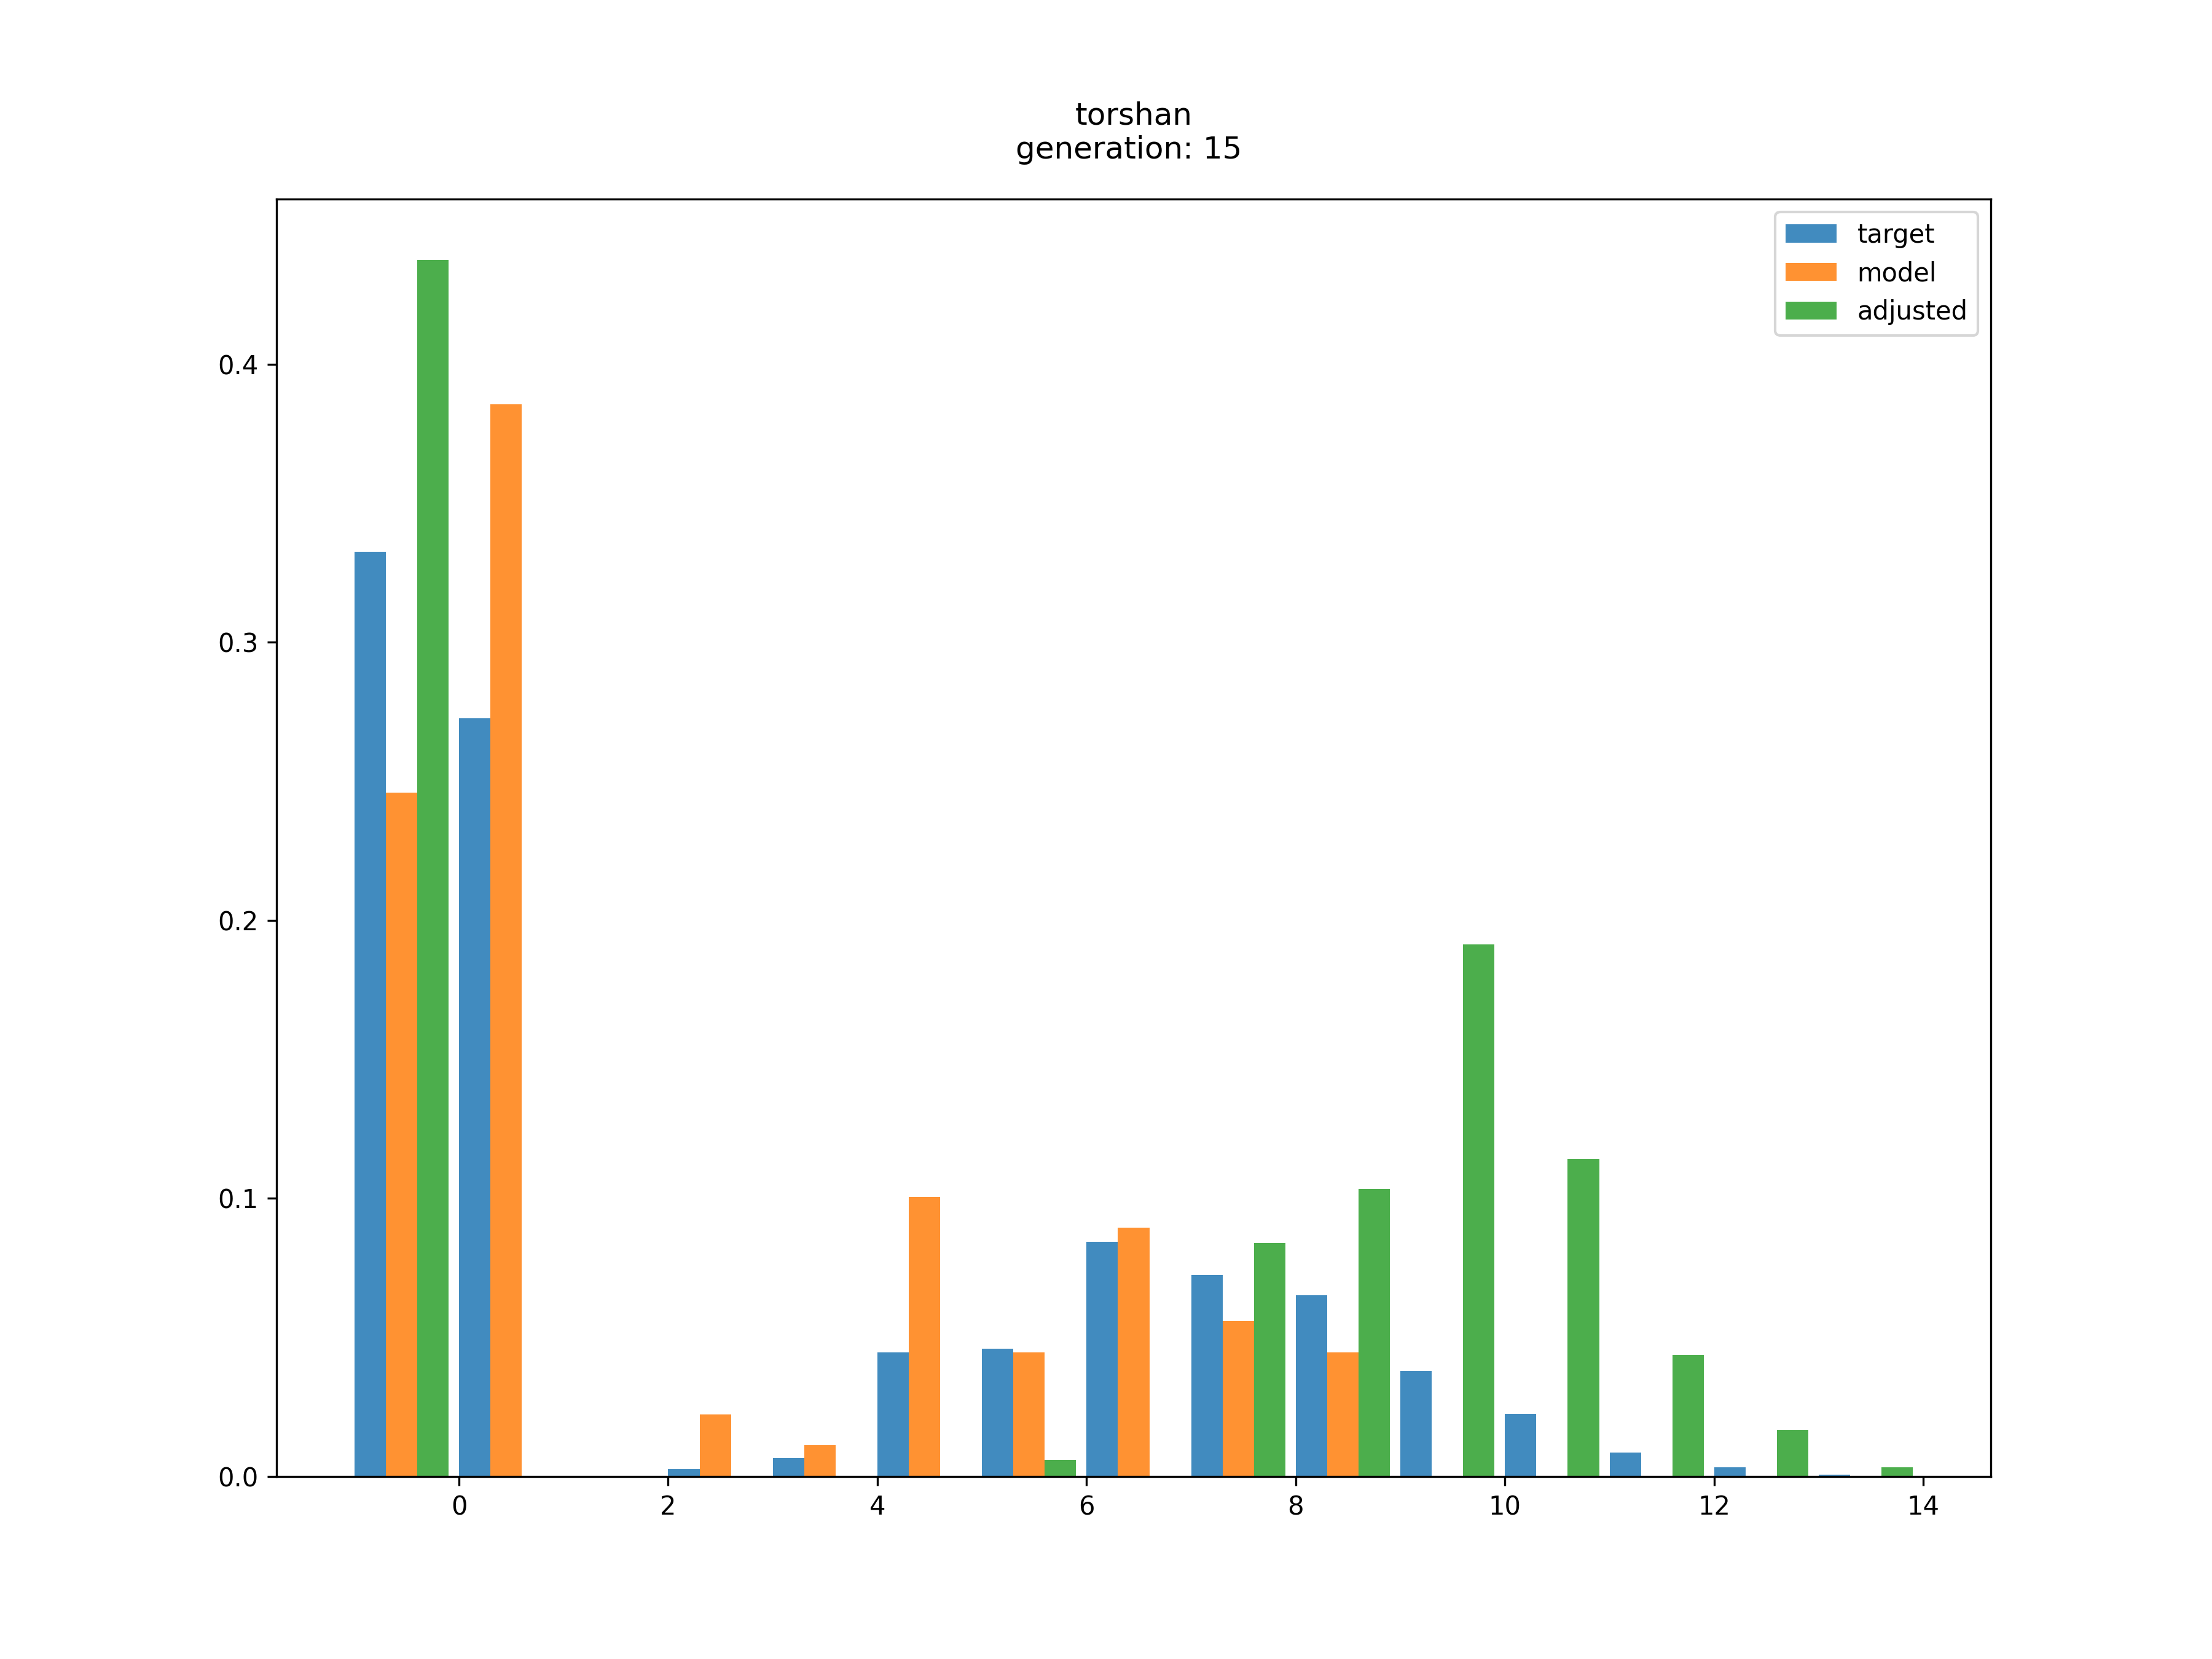 torshan
generation: 15
target
model
adjusted
0.4
0.3
0.2
0.1
0.0
0 2 4 6 8 10 12 14